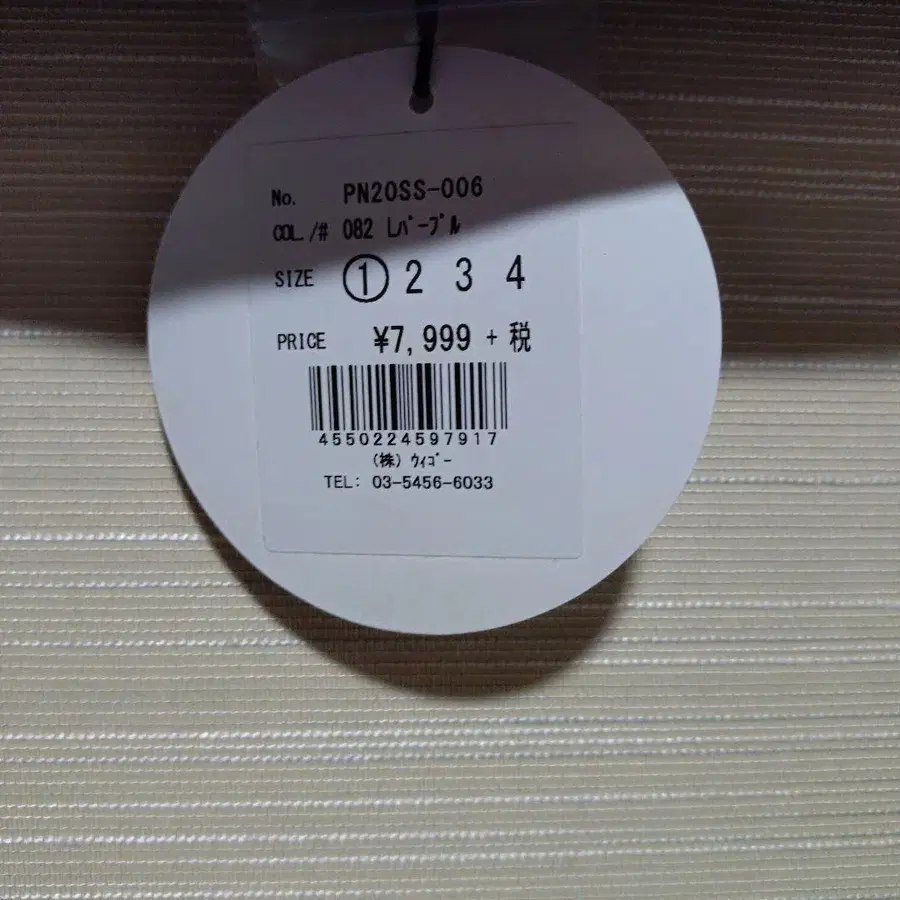 No. PN20SS-006
COL./# 082 Lパープル
SIZE ① 2 3 4
PRICE ¥7,999 + 税
4550224597917
(株) ウィゴー
TEL: 03-5456-6033